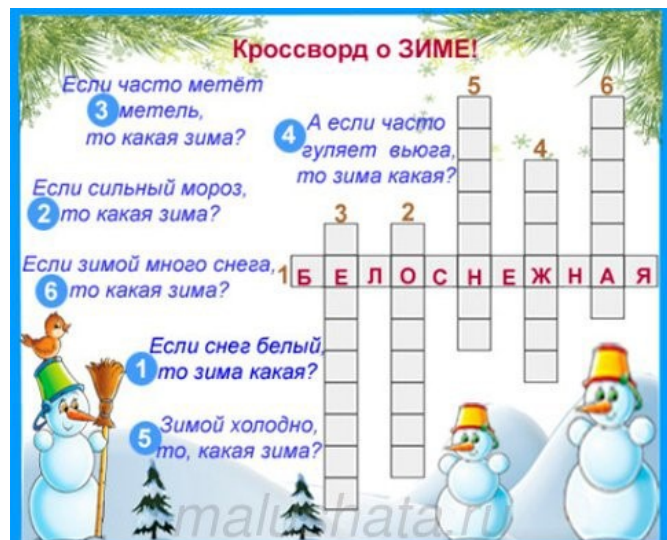 Кроссворд о ЗИМЕ!
Если часто метёт
3 метель,
то какая зима?
4 А если часто
гуляет вьюга,
то зима какая?
2 Если сильный мороз,
то какая зима?
6 Если зимой много снега,
то какая зима?
1 Если снег белый,
то зима какая?
5 Зимой холодно,
то, какая зима?
5
6
4
3
2
1 БЕЛОСНЕЖНАЯ
malushata.ru